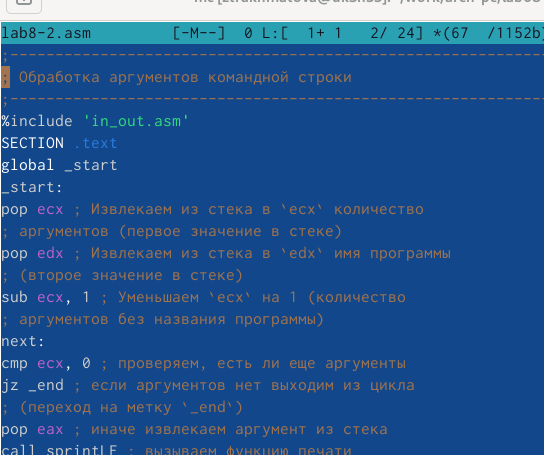 lab8-2.asm [-M--] 0 L:[ 1+ 1 2/ 24] *(67 /1152b)
;---------------------------------------------------------------
; Обработка аргументов командной строки
;---------------------------------------------------------------
%include 'in_out.asm'
SECTION .text
global _start
_start:
pop ecx ; Извлекаем из стека в `ecx` количество
; аргументов (первое значение в стеке)
pop edx ; Извлекаем из стека в `edx` имя программы
; (второе значение в стеке)
sub ecx, 1 ; Уменьшаем `ecx` на 1 (количество
; аргументов без названия программы)
next:
cmp ecx, 0 ; проверяем, есть ли еще аргументы
jz _end ; если аргументов нет выходим из цикла
; (переход на метку `_end`)
pop eax ; иначе извлекаем аргумент из стека
call sprintLF ; вызываем функцию печати